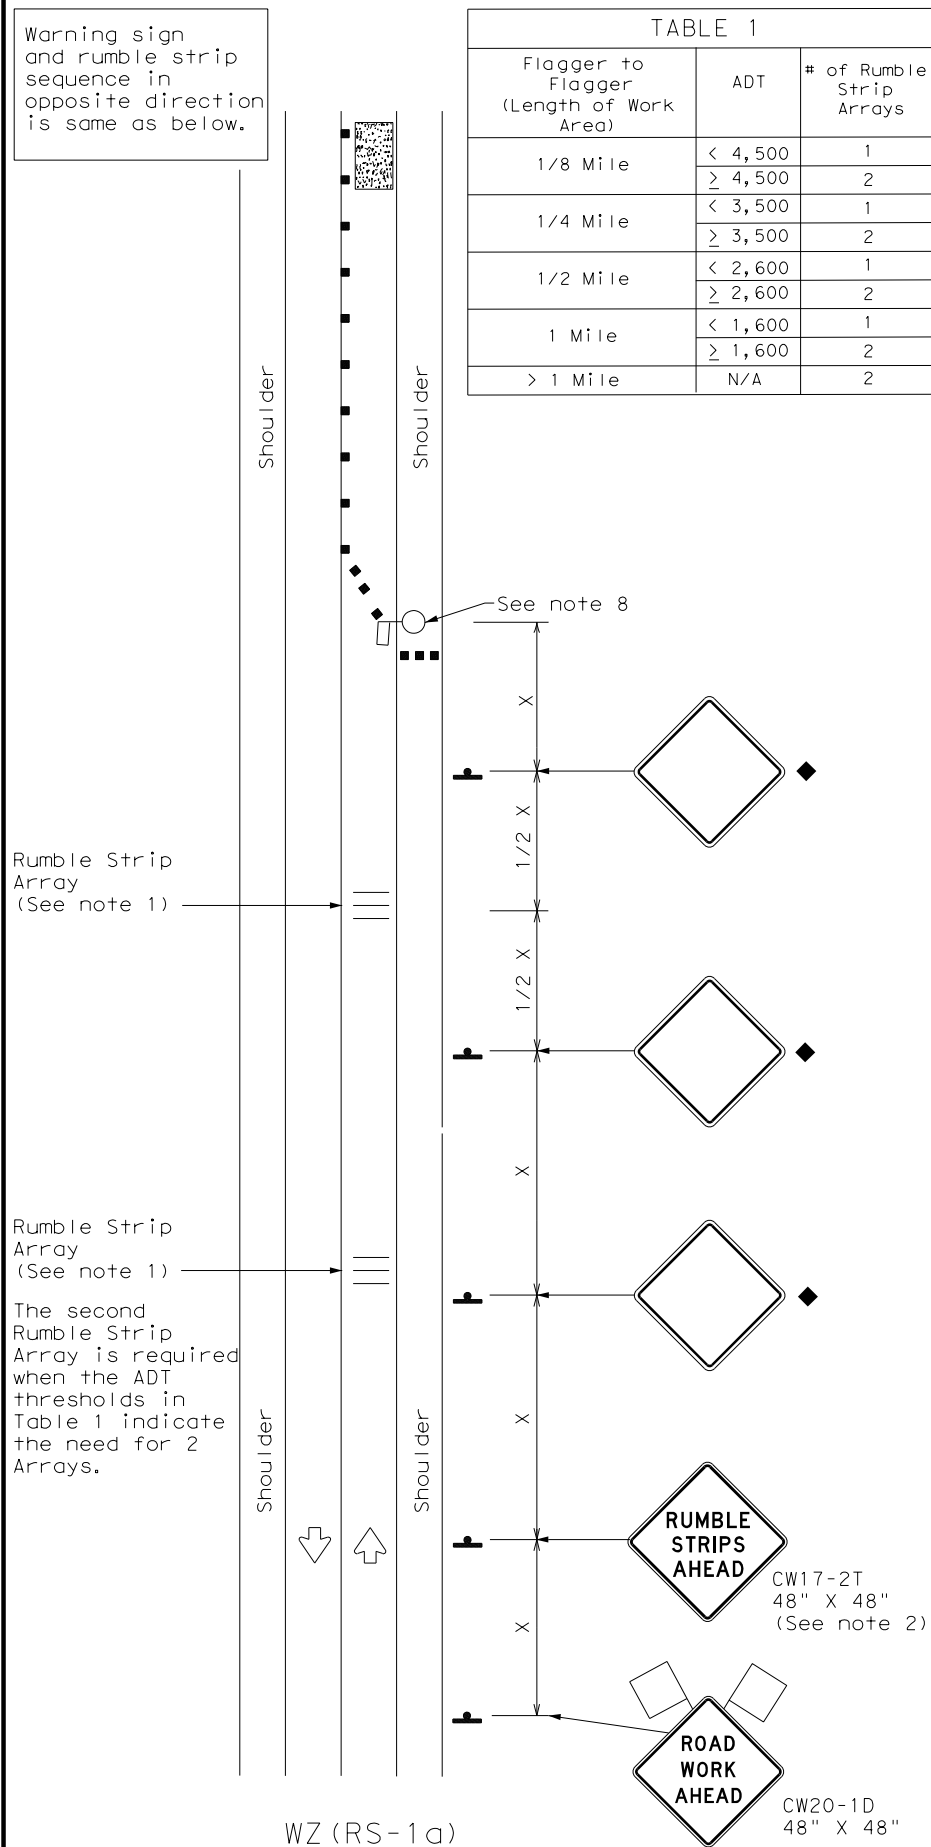 Warning sign
and rumble strip
sequence in
opposite direction
is same as below.
TABLE 1
Flagger to
Flagger
(Length of Work
Area)
ADT
# of Rumble
Strip
Arrays
1/8 Mile
< 4,500
1
≥ 4,500
2
1/4 Mile
< 3,500
1
≥ 3,500
2
1/2 Mile
< 2,600
1
≥ 2,600
2
1 Mile
< 1,600
1
≥ 1,600
2
> 1 Mile
N/A
2
Shoulder
Shoulder
See note 8
X
1/2 X
Rumble Strip
Array
(See note 1)
1/2 X
X
Rumble Strip
Array
(See note 1)
The second
Rumble Strip
Array is required
when the ADT
thresholds in
Table 1 indicate
the need for 2
Arrays.
Shoulder
Shoulder
X
RUMBLE
STRIPS
AHEAD
CW17-2T
48" X 48"
(See note 2)
X
ROAD
WORK
AHEAD
CW20-1D
48" X 48"
WZ(RS-1a)